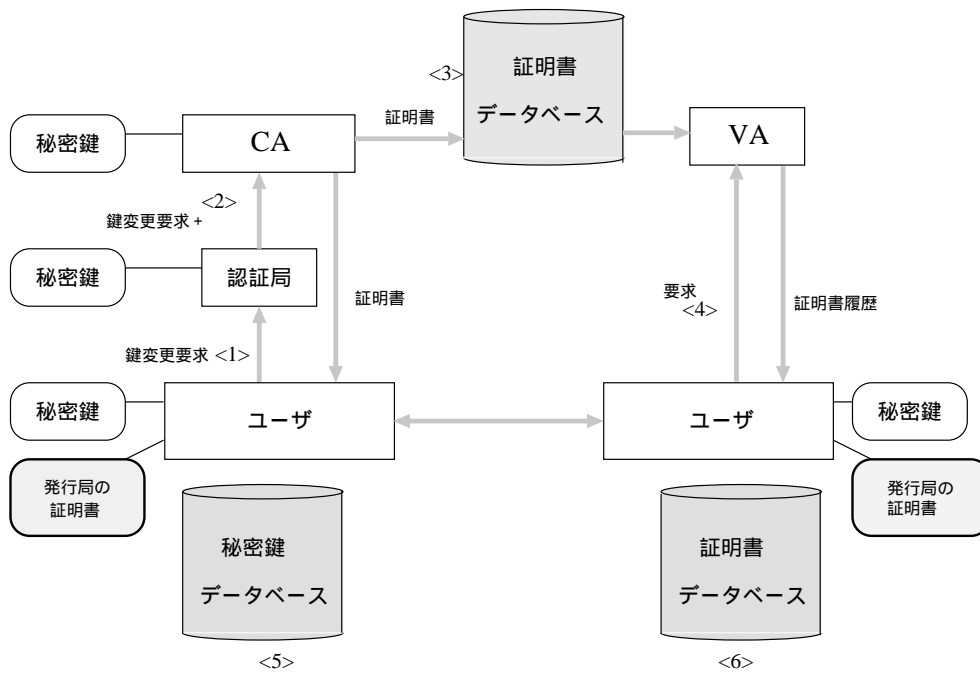 証明書
<3>
データベース
証明書
秘密鍵
CA
VA
<2>
鍵変更要求 +
秘密鍵
認証局
証明書
要求
<4>
証明書履歴
鍵変更要求 <1>
秘密鍵
ユーザ
ユーザ
秘密鍵
発行局の
証明書
発行局の
証明書
秘密鍵
データベース
証明書
データベース
<5>
<6>